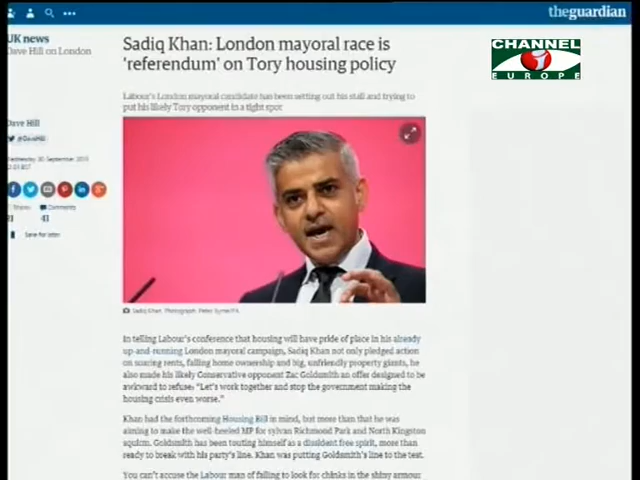 theguardian
UK news
Dave Hill on London
Sadiq Khan: London mayoral race is
'referendum' on Tory housing policy
CHANNEL
i
EUROPE
Labour's London mayoral candidate has been setting out his stall and trying to
put his likely Tory opponent in a tight spot
Dave Hill
@DaveHill
Wednesday 30 September 2015
Shares
Comments
Save for later
Sadiq Khan. Photograph: Peter Byrne/PA
In telling Labour's conference that housing will have pride of place in his already
up-and-running London mayoral campaign, Sadiq Khan not only pledged action
on soaring rents, falling home ownership and big, unfriendly property giants, he
also made his likely Conservative opponent Zac Goldsmith an offer designed to be
awkward to refuse: "Let's work together and stop the government making the
housing crisis even worse."
Khan had the forthcoming Housing Bill in mind, but more than that he was
aiming to make the well-heeled MP for sylvan Richmond Park and North Kingston
squirm. Goldsmith has been touting himself as a dissident free spirit, more than
ready to break with his party's line. Khan was putting Goldsmith's line to the test.
You can't accuse the Labour man of failing to look for chinks in the shiny armour